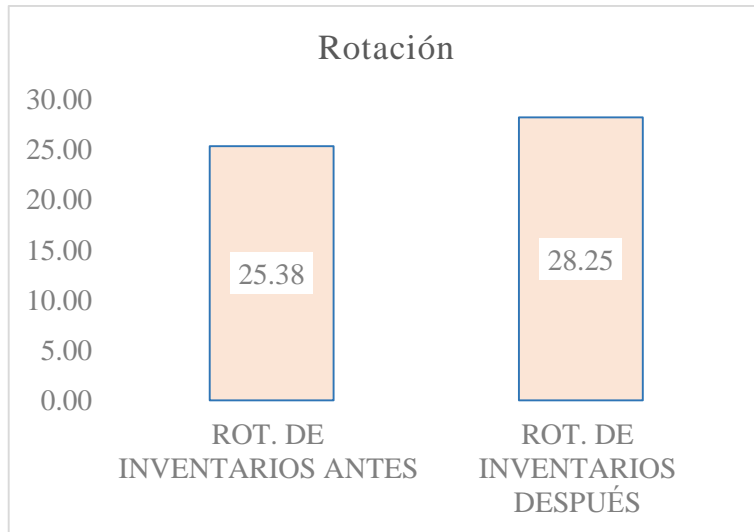 Rotación
30.00
25.00
20.00
15.00
10.00
5.00
0.00
25.38
28.25
ROT. DE
INVENTARIOS ANTES
ROT. DE
INVENTARIOS
DESPUÉS